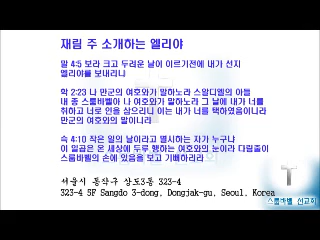 재림 주 소개하는 엘리야
말 4:5 보라 크고 두려운 날이 이르기전에 내가 선지
엘리야를 보내리니
학 2:23 나 만군의 여호와가 말하노라 스알디엘의 아들
내 종 스룹바벨아 나 여호와가 말하노라 그 날에 내가 너를
취하고 너로 인을 삼으리니 이는 내가 너를 택하였음이니라
만군의 여호와의 말이니라
슥 4:10 작은 일의 날이라고 멸시하는 자가 누구냐
이 일곱은 온 세상에 두루 행하는 여호와의 눈이라 다림줄이
스룹바벨의 손에 있음을 보고 기뻐하리라
서울시 동작구 상도3동 323-4
323-4 5F Sangdo 3-dong, Dongjak-gu, Seoul, Korea
T
스룹바벨 선교회